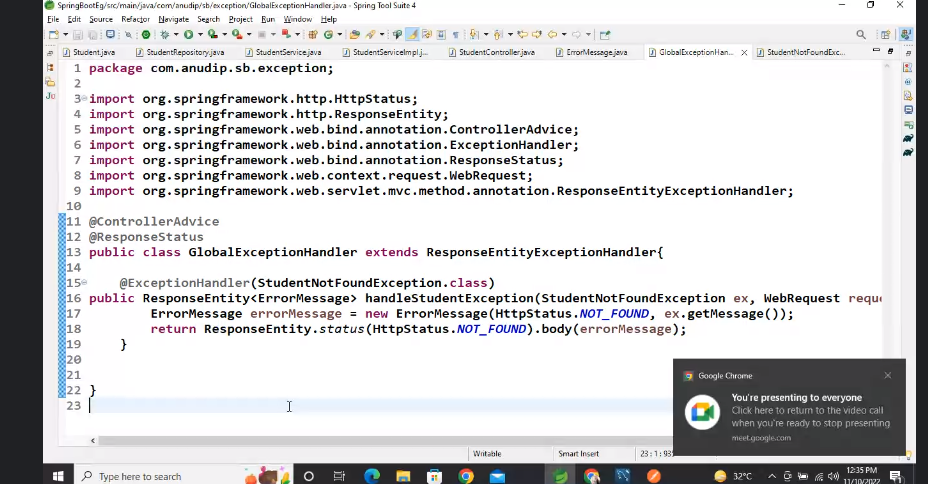 SpringBootEg/src/main/java/com/anudip/sb/exception/GlobalExceptionHandler.java - Spring Tool Suite 4
File Edit Source Refactor Navigate Search Project Run Window Help
Student.java StudentRepository.java StudentService.java StudentServiceImpl.j... StudentController.java ErrorMessage.java GlobalExceptionHan... StudentNotFoundExc...
1 package com.anudip.sb.exception;
2
3 import org.springframework.http.HttpStatus;
4 import org.springframework.http.ResponseEntity;
5 import org.springframework.web.bind.annotation.ControllerAdvice;
6 import org.springframework.web.bind.annotation.ExceptionHandler;
7 import org.springframework.web.bind.annotation.ResponseStatus;
8 import org.springframework.web.context.request.WebRequest;
9 import org.springframework.web.servlet.mvc.method.annotation.ResponseEntityExceptionHandler;
10
11 @ControllerAdvice
12 @ResponseStatus
13 public class GlobalExceptionHandler extends ResponseEntityExceptionHandler{
14
15 @ExceptionHandler(StudentNotFoundException.class)
16 public ResponseEntity<ErrorMessage> handleStudentException(StudentNotFoundException ex, WebRequest reque
17 ErrorMessage errorMessage = new ErrorMessage(HttpStatus.NOT_FOUND, ex.getMessage());
18 return ResponseEntity.status(HttpStatus.NOT_FOUND).body(errorMessage);
19 }
20
21
22 }
23
Google Chrome
You're presenting to everyone
Click here to return to the video call
when you're ready to stop presenting
meet.google.com
Writable Smart Insert
Type here to search
32°C
12:35 PM
11/10/2022